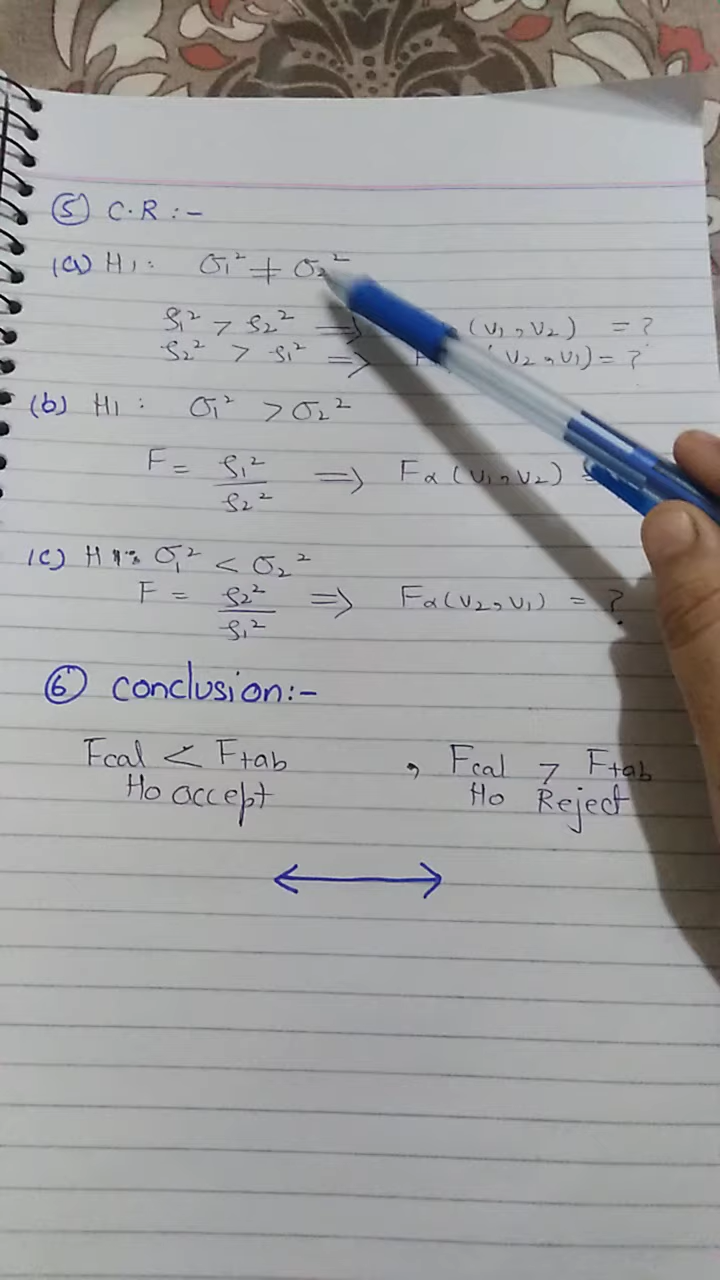 ⑤ C.R :-
(a) H₁ : σ₁² ≠ σ₂²
S₁² > S₂² ⇒ (v₁, v₂) = ?
S₂² > S₁² ⇒ F (v₂, v₁) = ?
(b) H₁ : σ₁² > σ₂²
F = S₁²/S₂² ⇒ Fα (v₁, v₂)
(c) H₁ : σ₁² < σ₂²
F = S₂²/S₁² ⇒ Fα (v₂, v₁) = ?
⑥ Conclusion:-
Fcal < Ftab , Fcal > Ftab
Ho accept Ho Reject